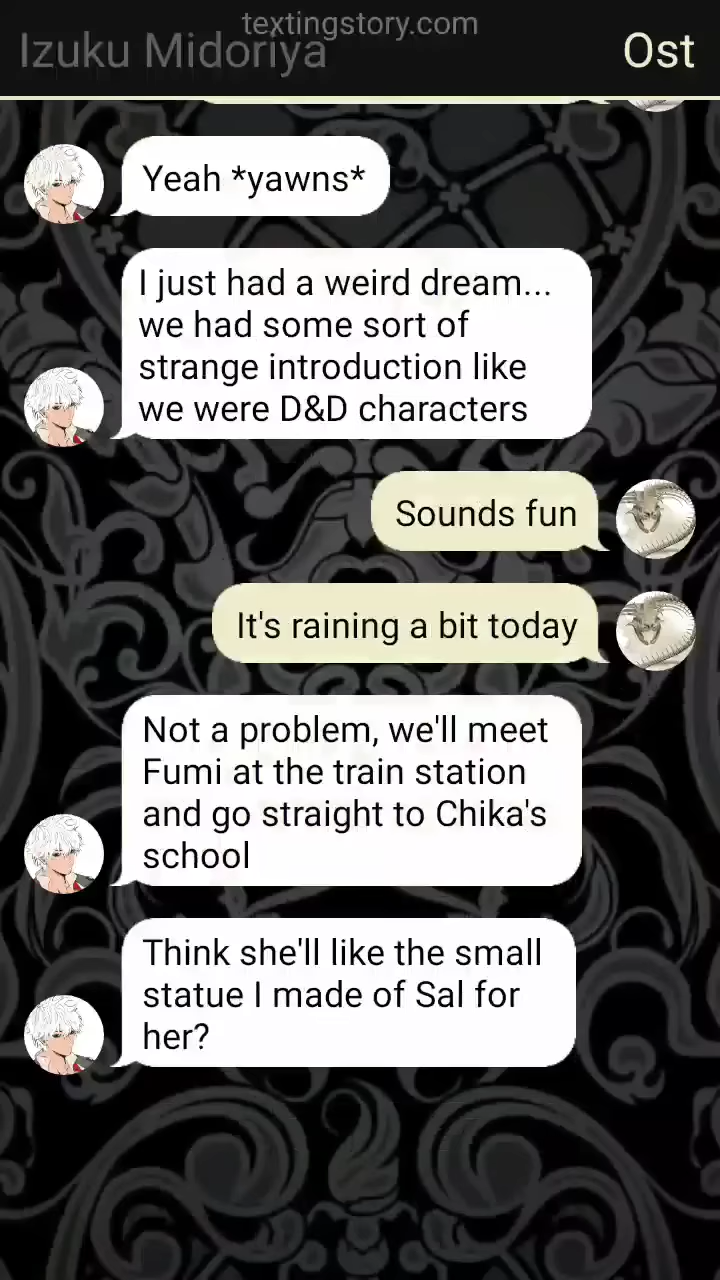 textingstory.com
Izuku Midoriya
Ost
Yeah *yawns*
I just had a weird dream...
we had some sort of
strange introduction like
we were D&D characters
Sounds fun
It's raining a bit today
Not a problem, we'll meet
Fumi at the train station
and go straight to Chika's
school
Think she'll like the small
statue I made of Sal for
her?